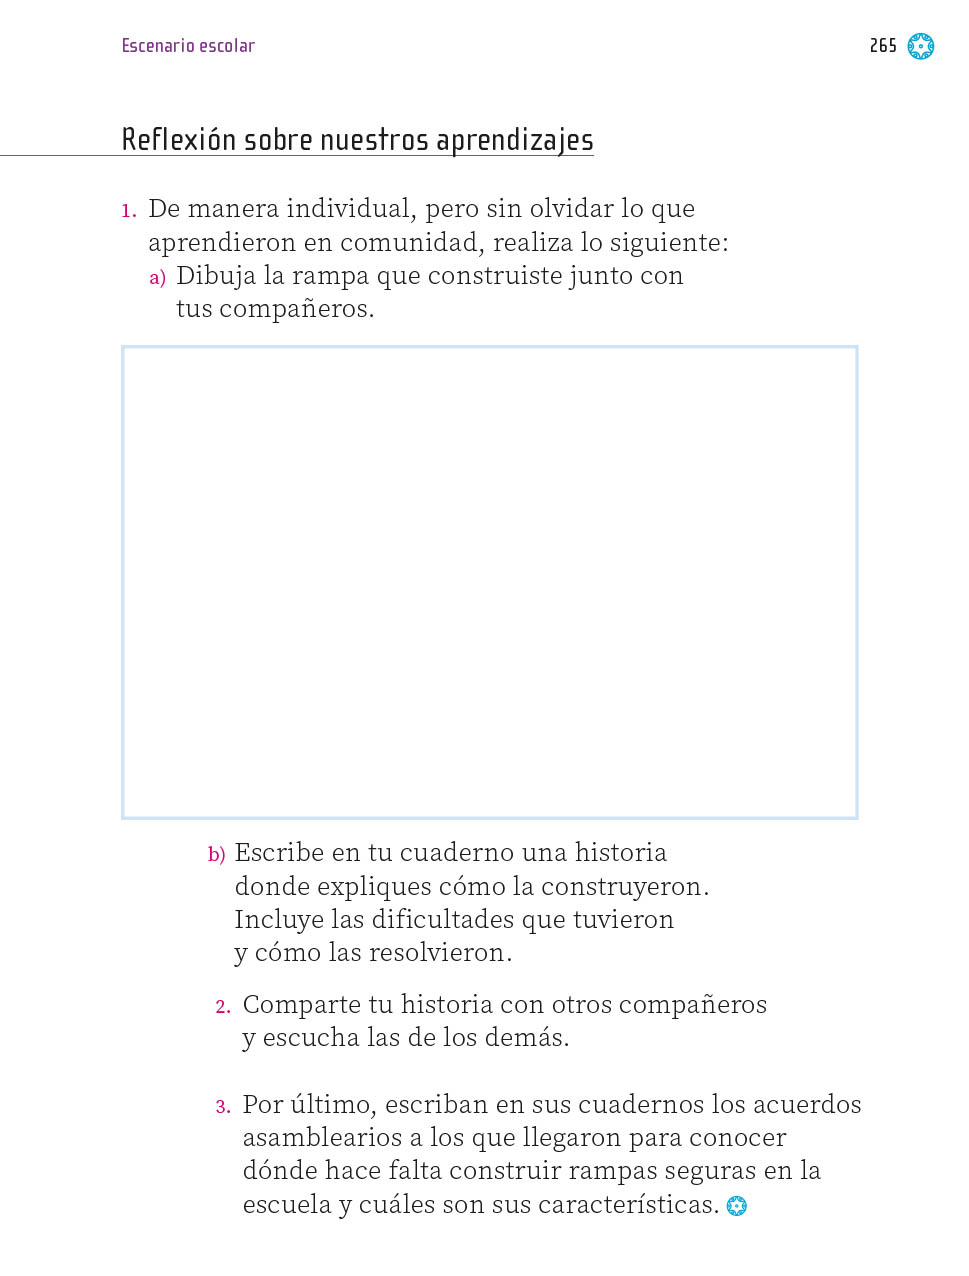 Escenario escolar
265
Reflexión sobre nuestros aprendizajes
1. De manera individual, pero sin olvidar lo que
aprendieron en comunidad, realiza lo siguiente:
a) Dibuja la rampa que construiste junto con
tus compañeros.
b) Escribe en tu cuaderno una historia
donde expliques cómo la construyeron.
Incluye las dificultades que tuvieron
y cómo las resolvieron.
2. Comparte tu historia con otros compañeros
y escucha las de los demás.
3. Por último, escriban en sus cuadernos los acuerdos
asamblearios a los que llegaron para conocer
dónde hace falta construir rampas seguras en la
escuela y cuáles son sus características.